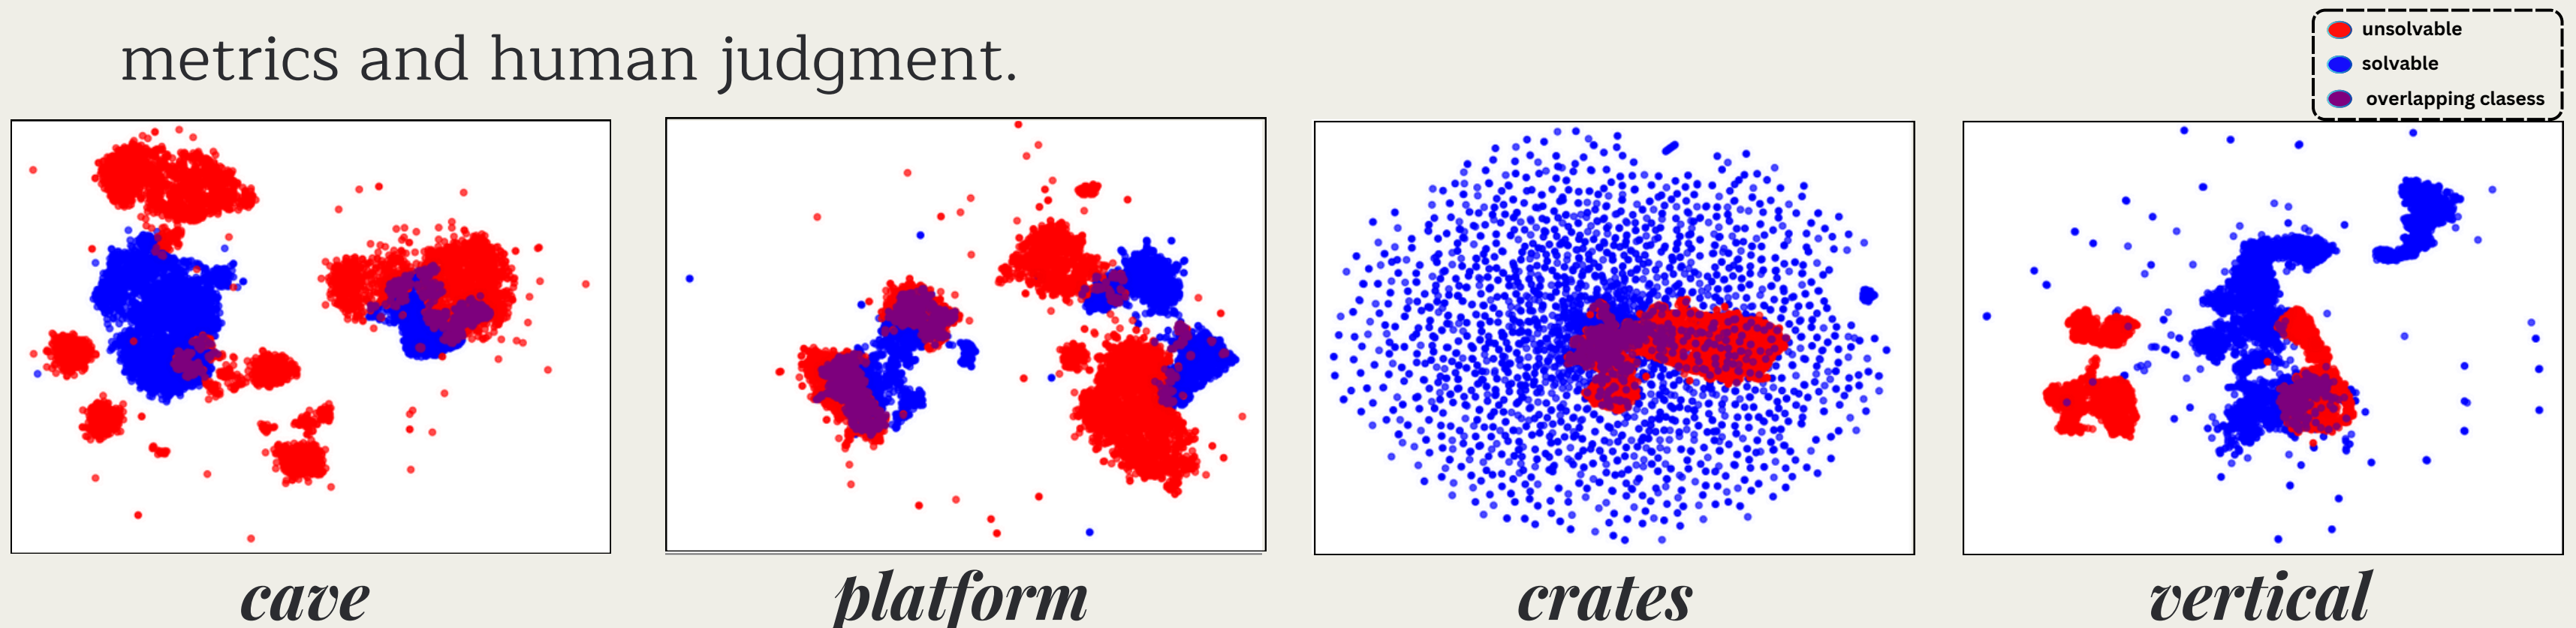 metrics and human judgment.
unsolvable
solvable
overlapping clasess
cave
platform
crates
vertical